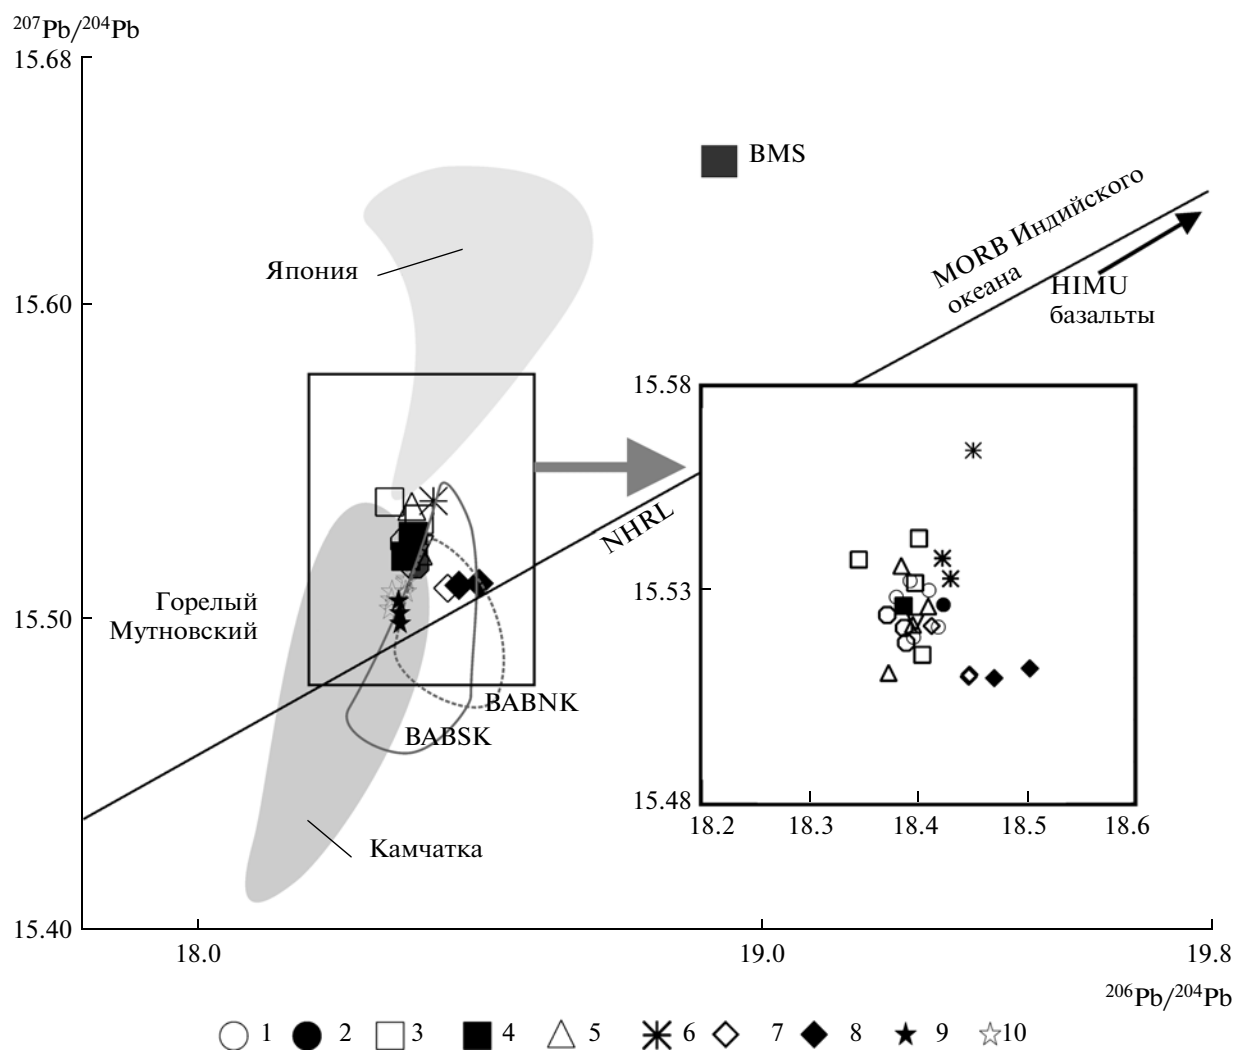 ²⁰⁷Pb/²⁰⁴Pb
15.68
BMS
MORB Индийского
океана
HIMU
базальты
Япония
15.60
15.58
NHRL
15.53
Горелый
Мутновский
15.50
BABNK
BABSK
15.48
18.2 18.3 18.4 18.5 18.6
Камчатка
15.40
18.0 19.0 19.8
²⁰⁶Pb/²⁰⁴Pb
1 2 3 4 5 6 7 8 9 10